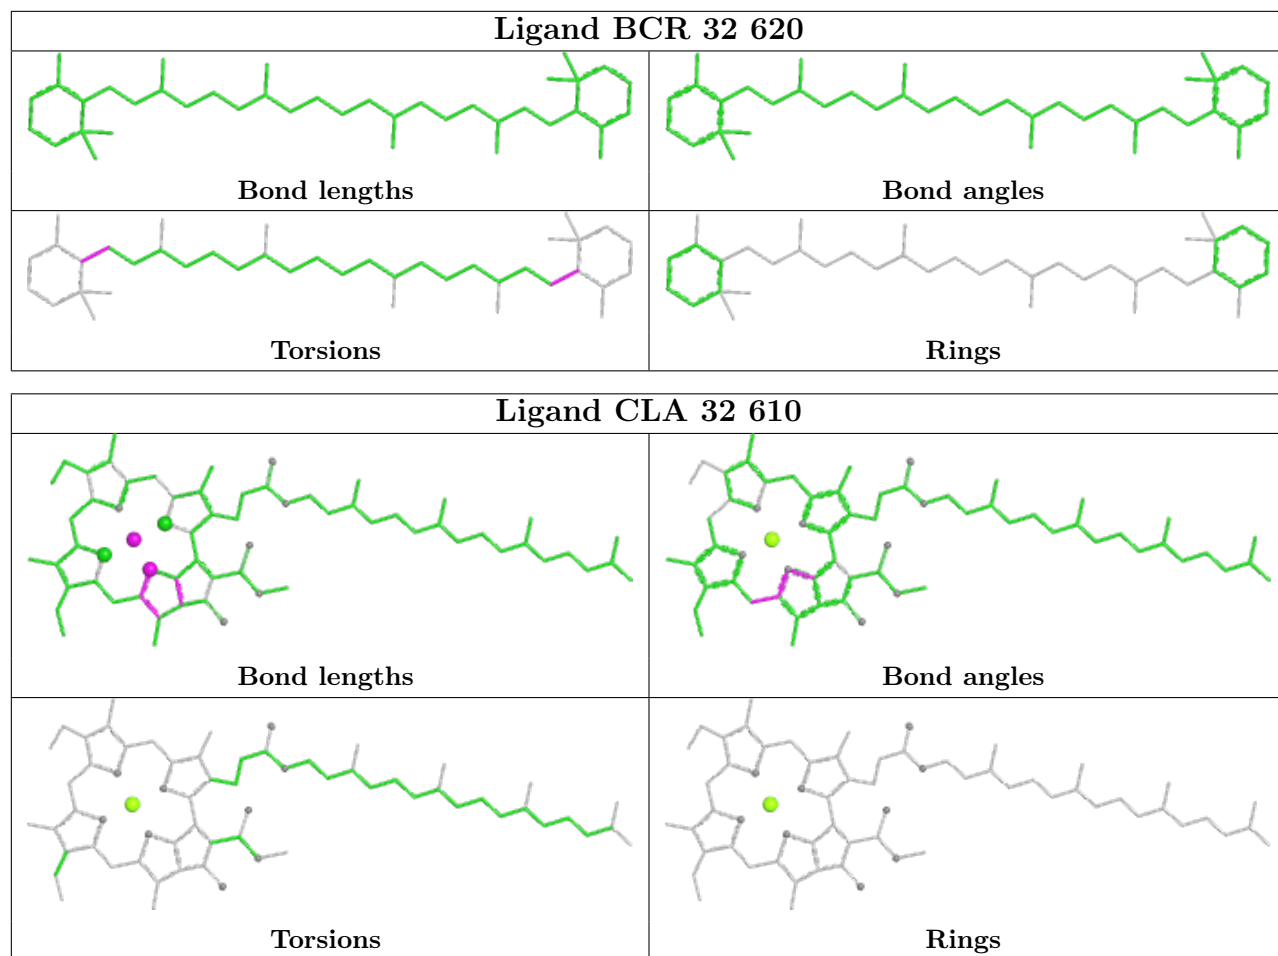 Ligand BCR 32 620
Bond lengths
Bond angles
Torsions
Rings
Ligand CLA 32 610
Bond lengths
Bond angles
Torsions
Rings